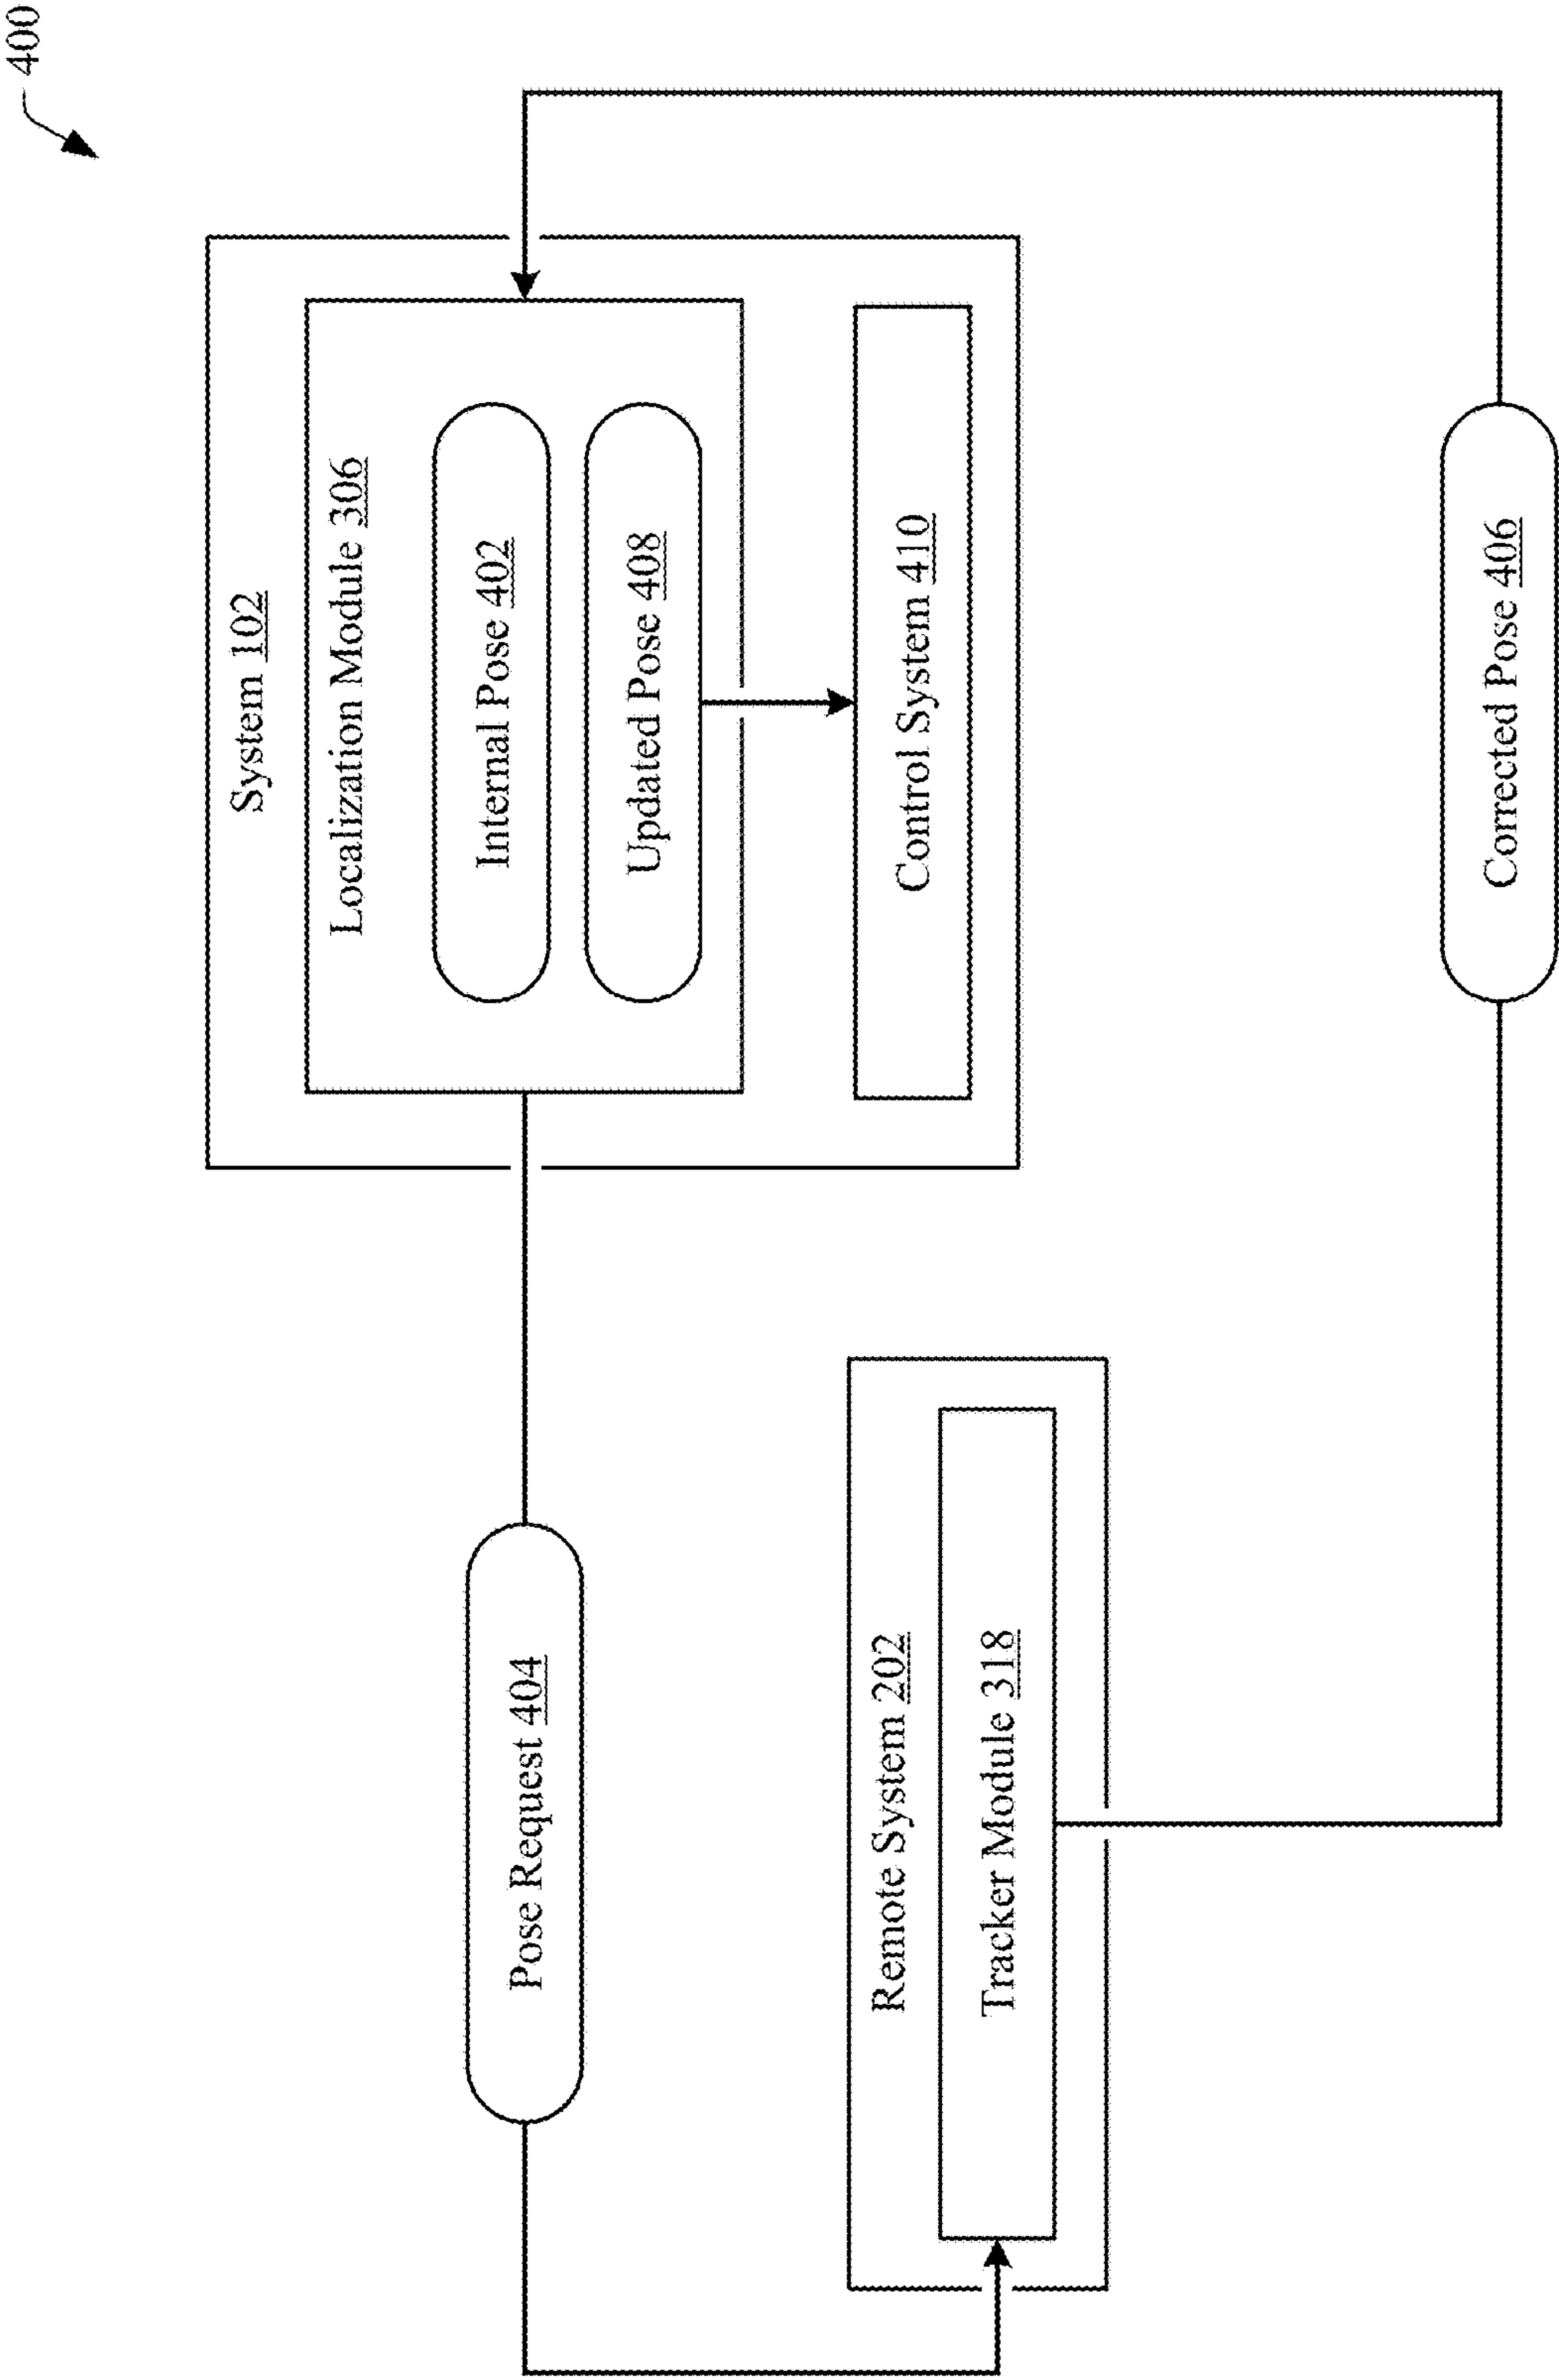 400
System 102
Localization Module 306
Internal Pose 402
Updated Pose 408
Control System 410
Pose Request 404
Remote System 202
Tracker Module 318
Corrected Pose 406